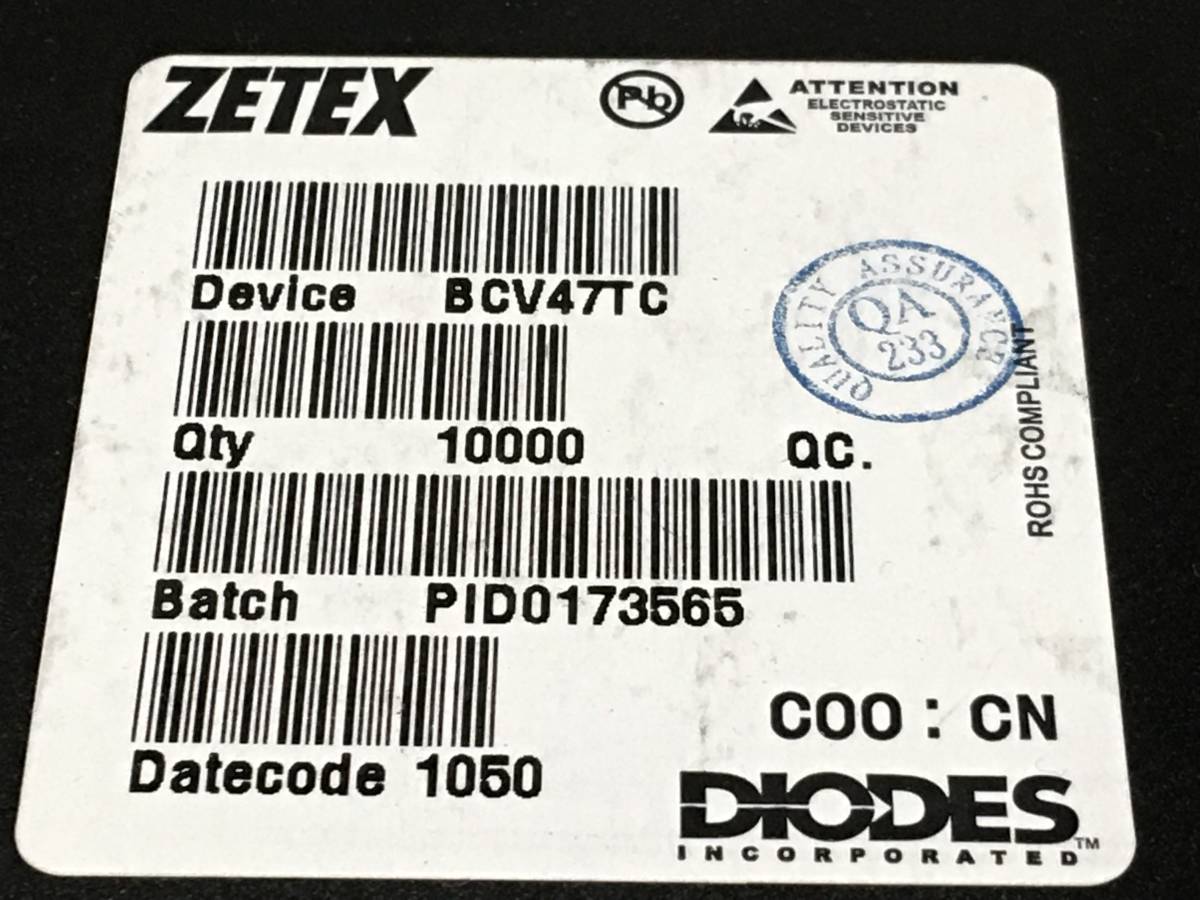 ZETEX
Pb
ATTENTION
ELECTROSTATIC
SENSITIVE
DEVICES
Device BCV47TC
QUALITY ASSURANCE
QA
233
Qty 10000 QC.
ROHS COMPLIANT
Batch PID0173565
COO : CN
Datecode 1050
DIODES™
INCORPORATED